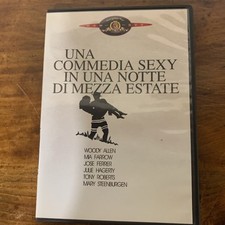 UNA
COMMEDIA SEXY
IN UNA NOTTE
DI MEZZA ESTATE
WOODY ALLEN
MIA FARROW
JOSE FERRER
JULIE HAGERTY
TONY ROBERTS
MARY STEENBURGEN